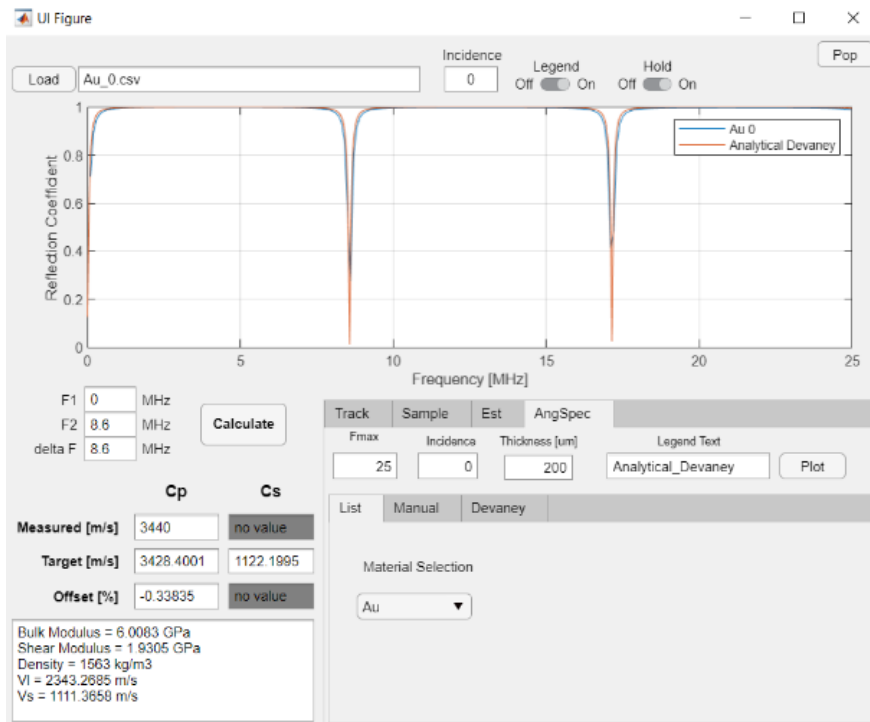 UI Figure
Load
Au_0.csv
Incidence
0
Legend
Off On
Hold
Off On
Pop
Reflection Coefficient
1
0.8
0.6
0.4
0.2
0
Au 0
Analytical Devaney
0 5 10 15 20 25
Frequency [MHz]
F1 0 MHz
F2 8.6 MHz
delta F 8.6 MHz
Calculate
Cp Cs
Measured [m/s] 3440 no value
Target [m/s] 3428.4001 1122.1995
Offset [%] -0.33835 no value
Bulk Modulus = 6.0083 GPa
Shear Modulus = 1.9305 GPa
Density = 1563 kg/m3
Vl = 2343.2685 m/s
Vs = 1111.3658 m/s
Track Sample Est AngSpec
Fmax Incidence Thickness [um] Legend Text
25 0 200 Analytical_Devaney Plot
List Manual Devaney
Material Selection
Au